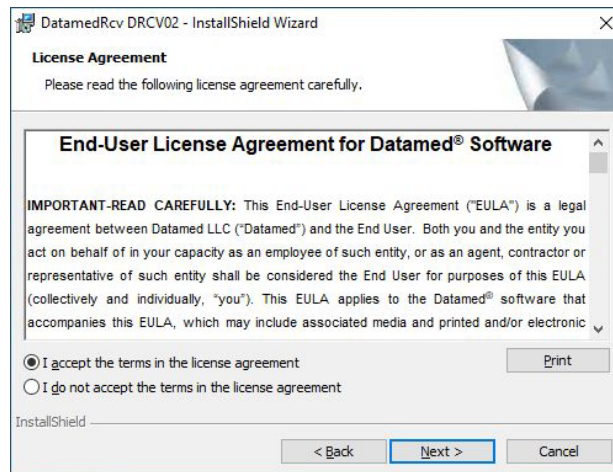 DatamedRcv DRCV02 - InstallShield Wizard
License Agreement
Please read the following license agreement carefully.
End-User License Agreement for Datamed® Software
IMPORTANT-READ CAREFULLY: This End-User License Agreement ("EULA") is a legal
agreement between Datamed LLC (“Datamed”) and the End User. Both you and the entity you
act on behalf of in your capacity as an employee of such entity, or as an agent, contractor or
representative of such entity shall be considered the End User for purposes of this EULA
(collectively and individually, “you”). This EULA applies to the Datamed® software that
accompanies this EULA, which may include associated media and printed and/or electronic
I accept the terms in the license agreement
Print
I do not accept the terms in the license agreement
InstallShield
< Back
Next >
Cancel